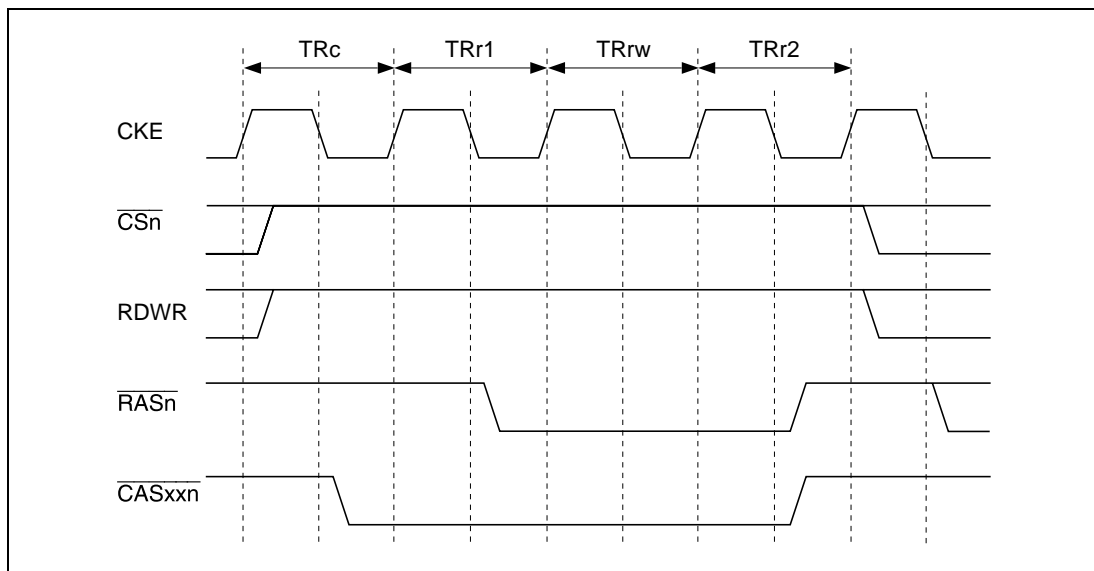 TRc TRr1 TRrw TRr2
CKE
CSn
RDWR
RASn
CASxxn